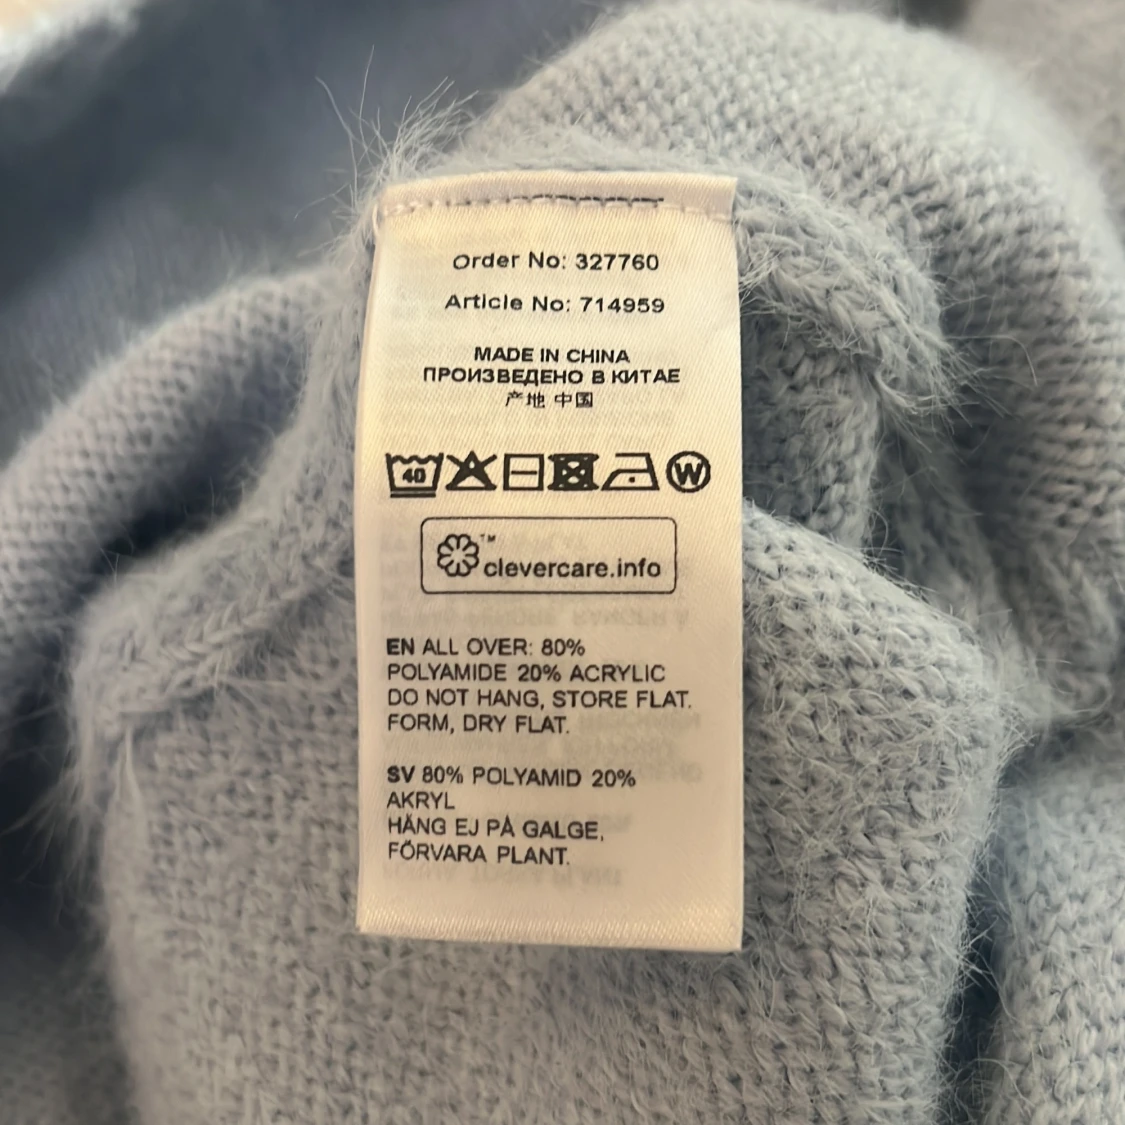 Order No: 327760
Article No: 714959
MADE IN CHINA
ПРОИЗВЕДЕНО В КИТАЕ
产地 中国
40 W
™ clevercare.info
EN ALL OVER: 80%
POLYAMIDE 20% ACRYLIC
DO NOT HANG, STORE FLAT.
FORM, DRY FLAT.
SV 80% POLYAMID 20%
AKRYL
HÄNG EJ PÅ GALGE,
FÖRVARA PLANT.